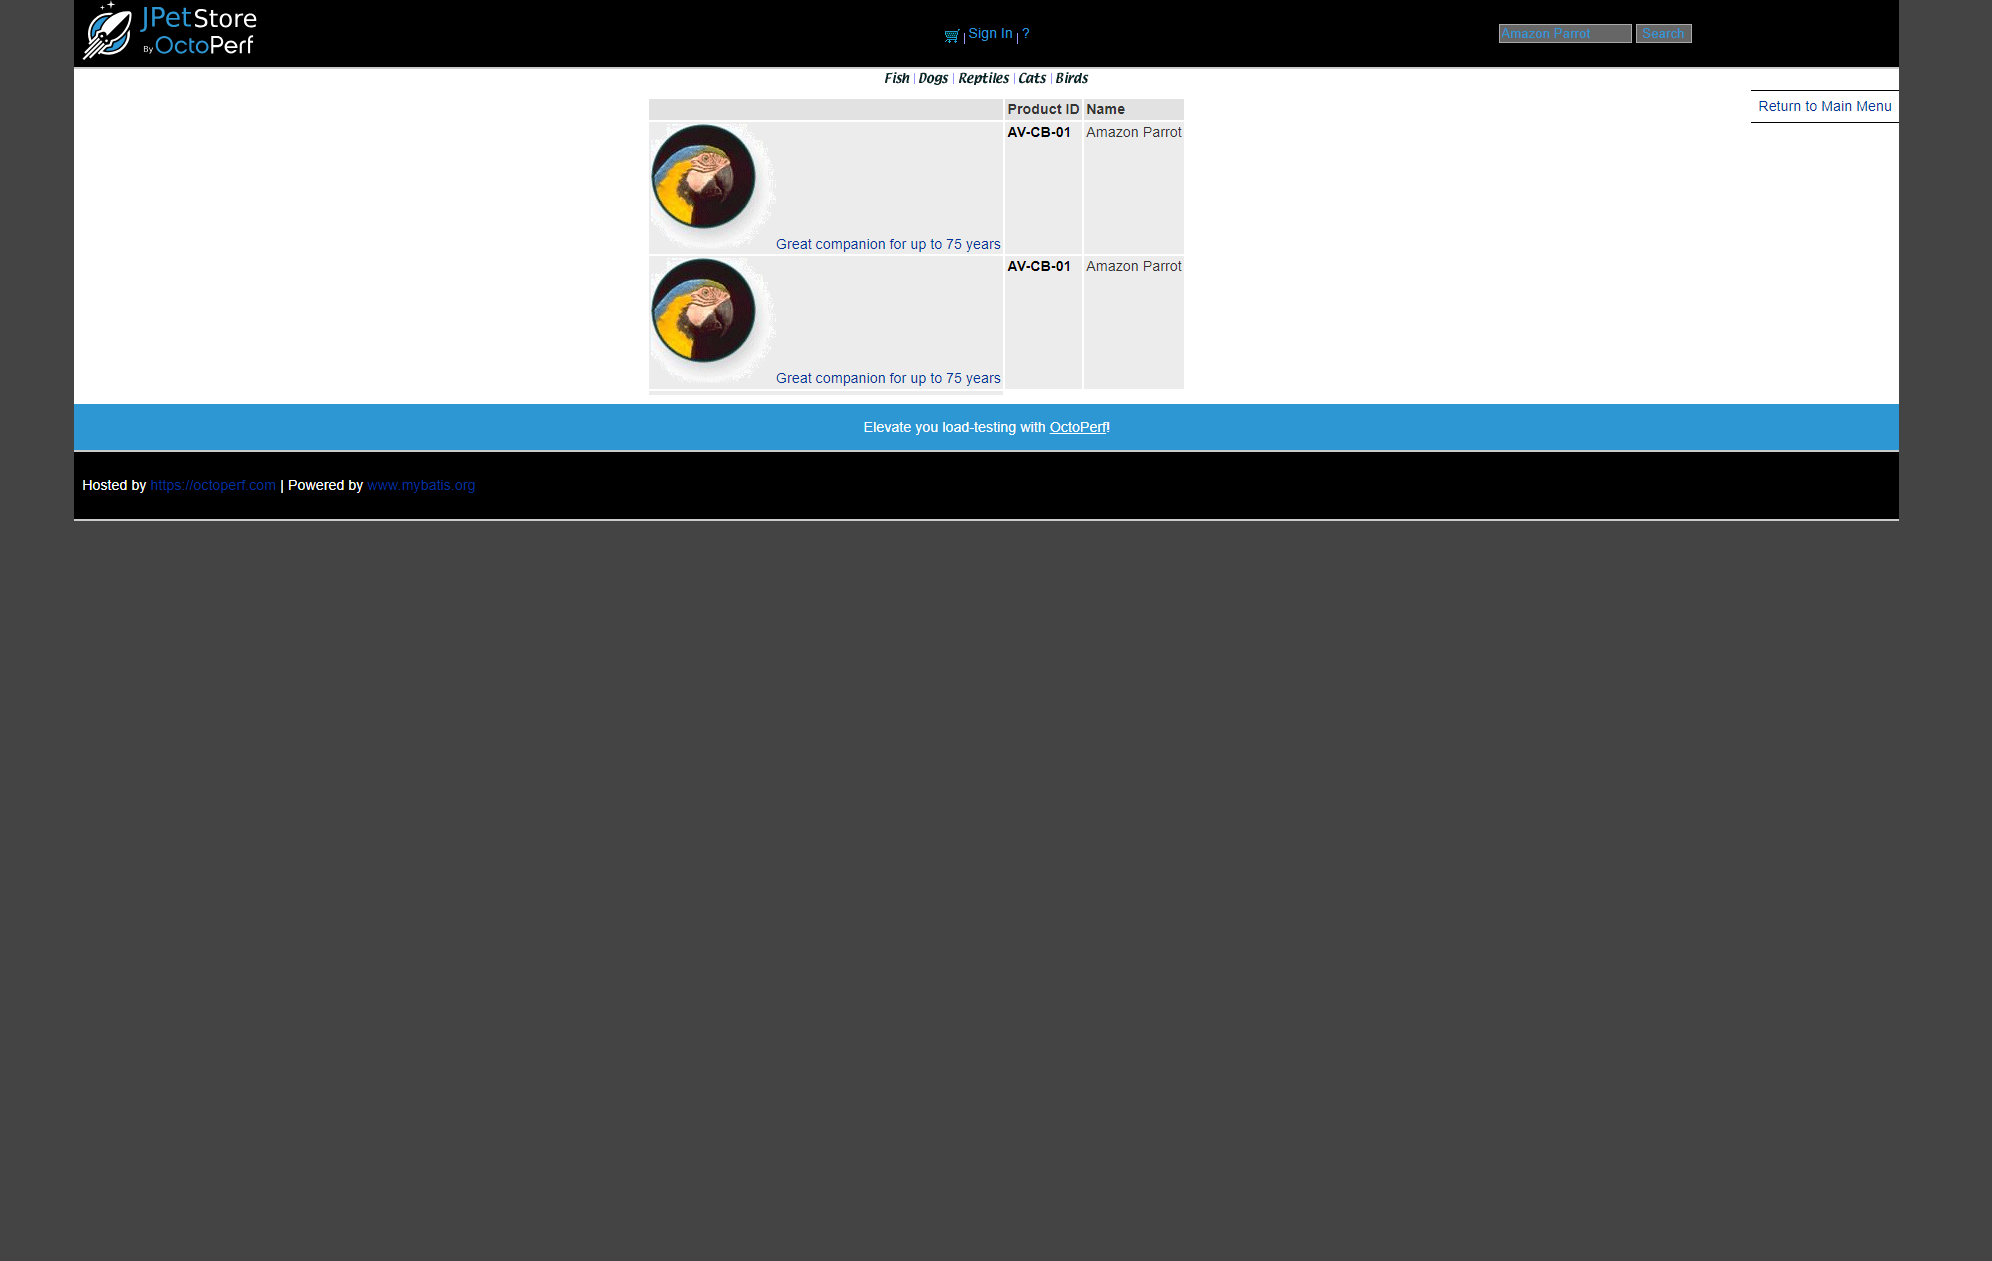 JPetStore
By OctoPerf
| Sign In | ?
Amazon Parrot
Search
Fish | Dogs | Reptiles | Cats | Birds
Return to Main Menu
Product ID Name
AV-CB-01 Amazon Parrot
Great companion for up to 75 years
AV-CB-01 Amazon Parrot
Great companion for up to 75 years
Elevate you load-testing with OctoPerf!
Hosted by https://octoperf.com | Powered by www.mybatis.org